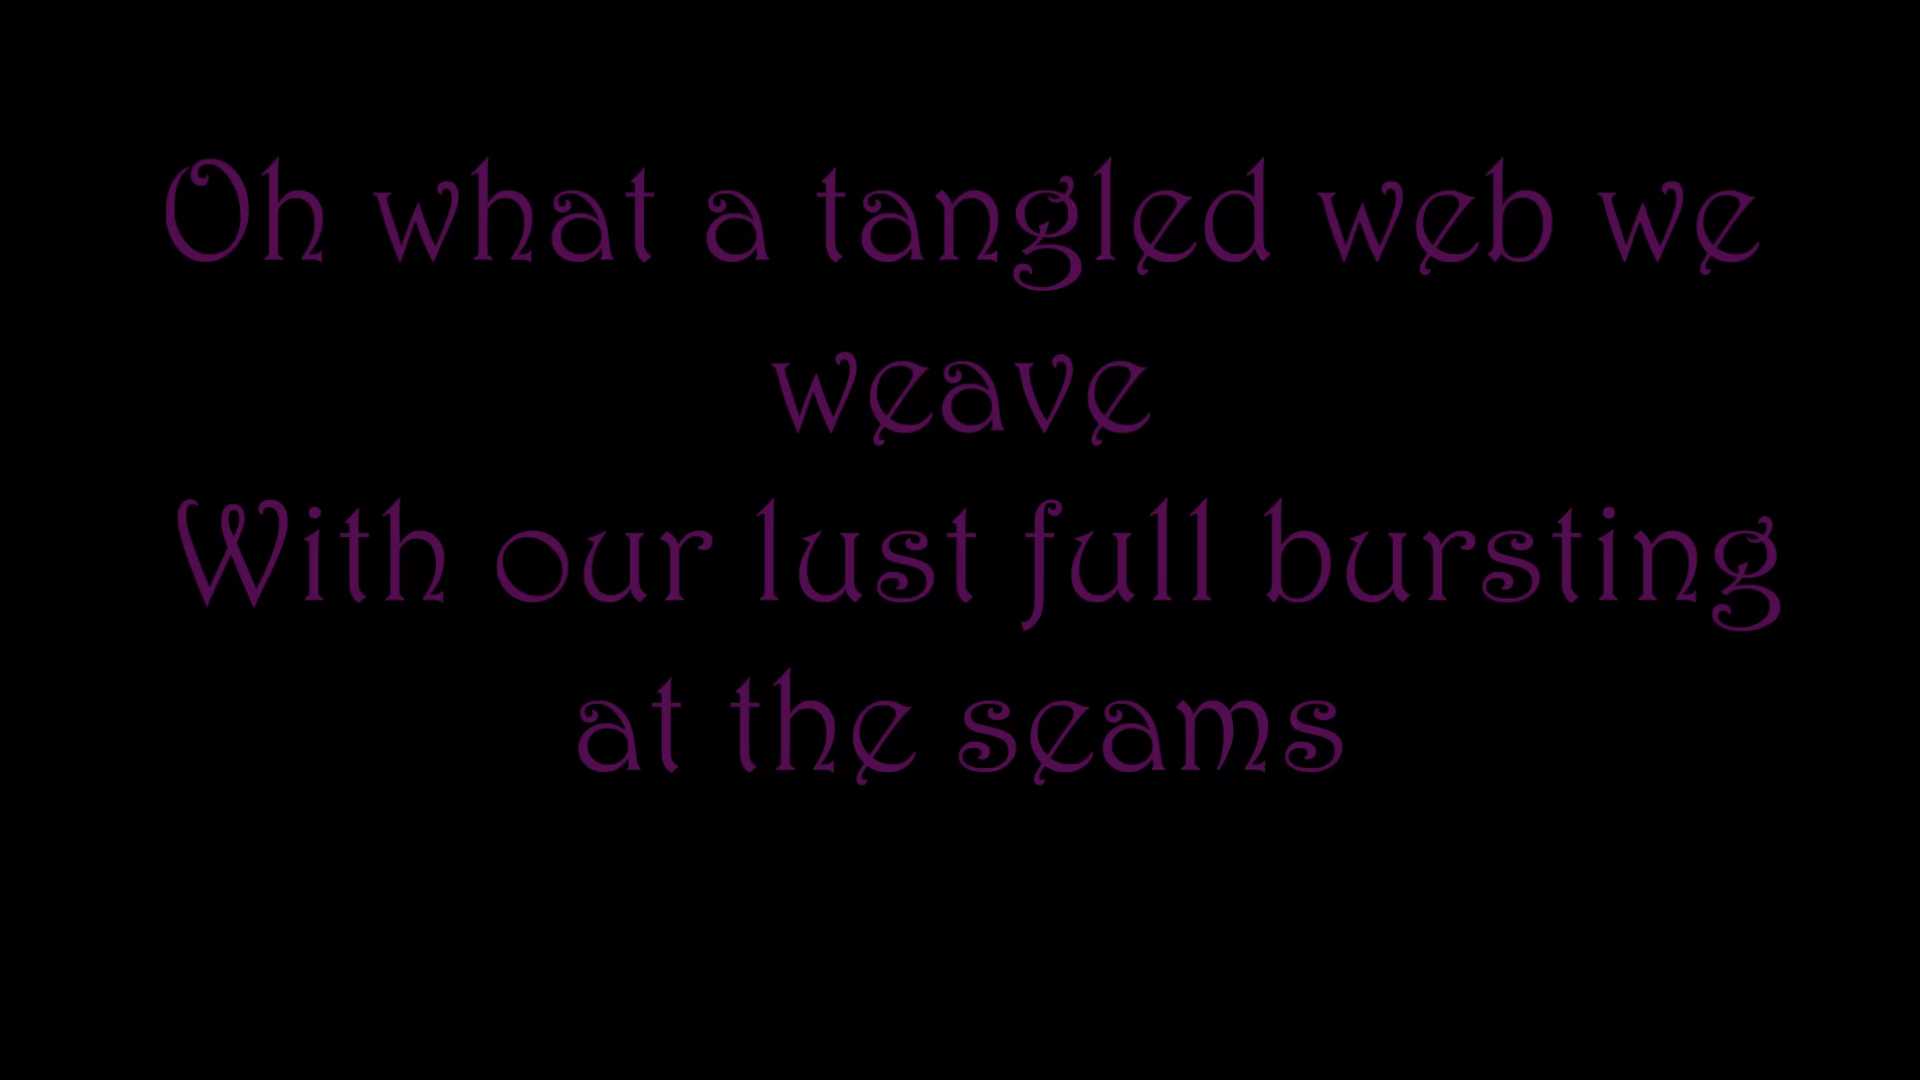 Oh what a tangled web we
weave
With our lust full bursting
at the seams